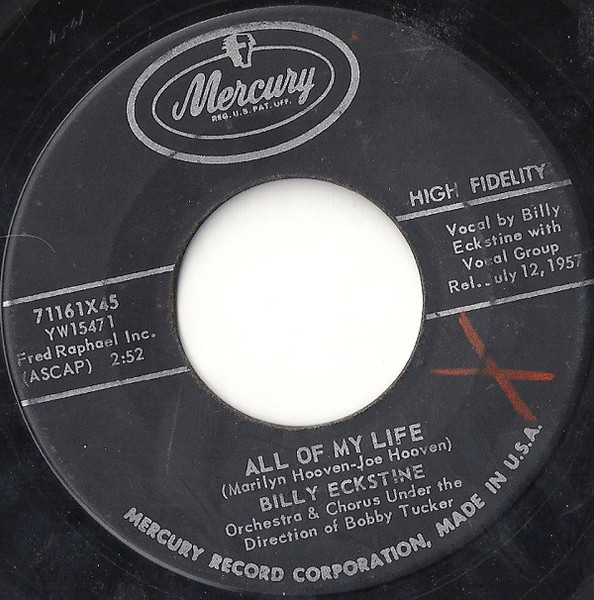 Mercury
REG. U.S. PAT. OFF.
HIGH FIDELITY
Vocal by Billy
Eckstine with
Vocal Group
Rel. July 12, 1957
71161X45
YW15471
Fred Raphael Inc.
(ASCAP) 2:52
ALL OF MY LIFE
(Marilyn Hooven-Joe Hooven)
BILLY ECKSTINE
Orchestra & Chorus Under the
Direction of Bobby Tucker
MERCURY RECORD CORPORATION, MADE IN U.S.A.